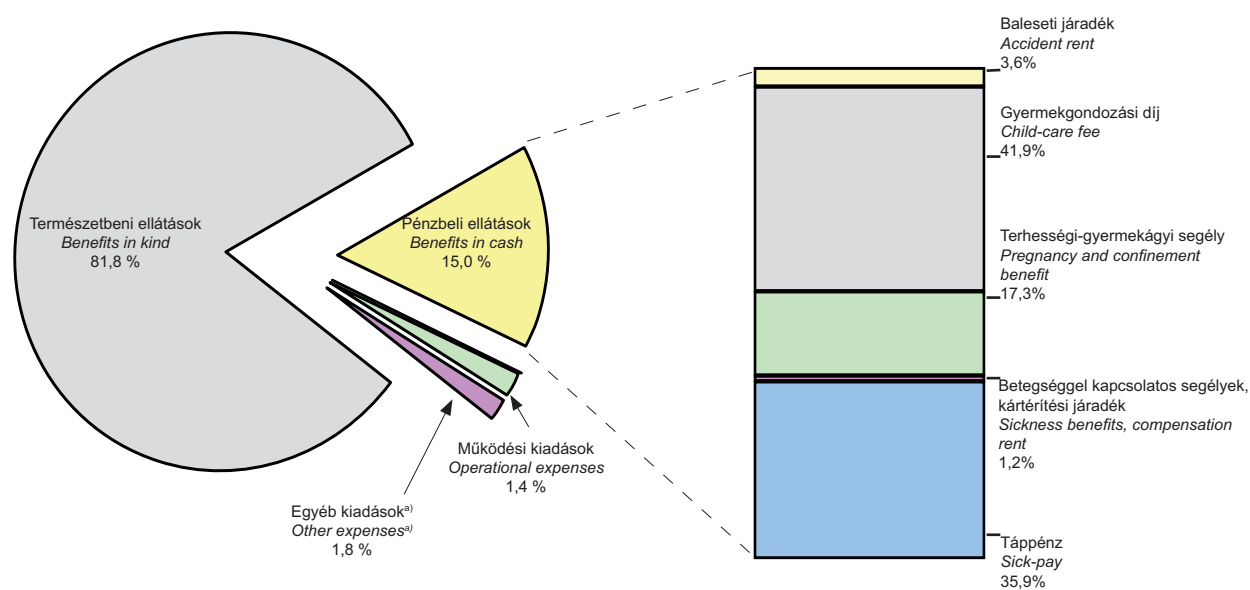 Természetbeni ellátások
Benefits in kind
81,8 %
Pénzbeli ellátások
Benefits in cash
15,0 %
Működési kiadások
Operational expenses
1,4 %
Egyéb kiadásokᵃ⁾
Other expensesᵃ⁾
1,8 %
Baleseti járadék
Accident rent
3,6%
Gyermekgondozási díj
Child-care fee
41,9%
Terhességi-gyermekágyi segély
Pregnancy and confinement
benefit
17,3%
Betegséggel kapcsolatos segélyek,
kártérítési járadék
Sickness benefits, compensation
rent
1,2%
Táppénz
Sick-pay
35,9%